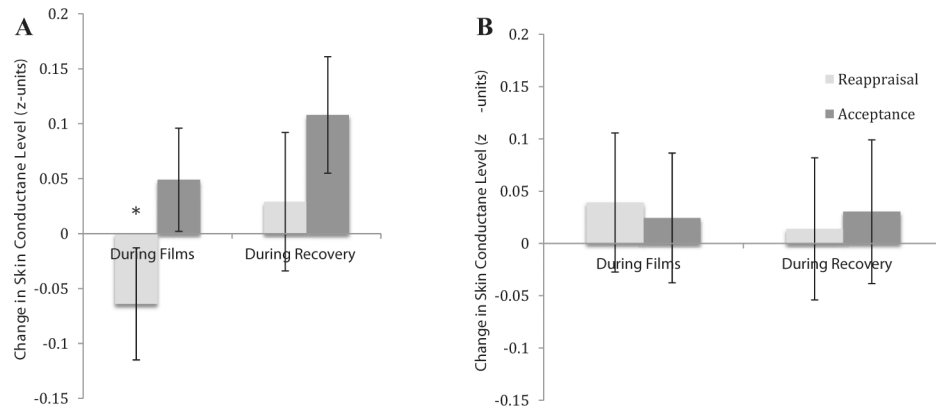 A
Change in Skin Conductane Level (z-units)
0.2
0.15
0.1
0.05
0
-0.05
-0.1
-0.15
*
During Films
During Recovery
B
Change in Skin Conductane Level (z -units)
0.2
0.15
0.1
0.05
0
-0.05
-0.1
-0.15
During Films
During Recovery
Reappraisal
Acceptance